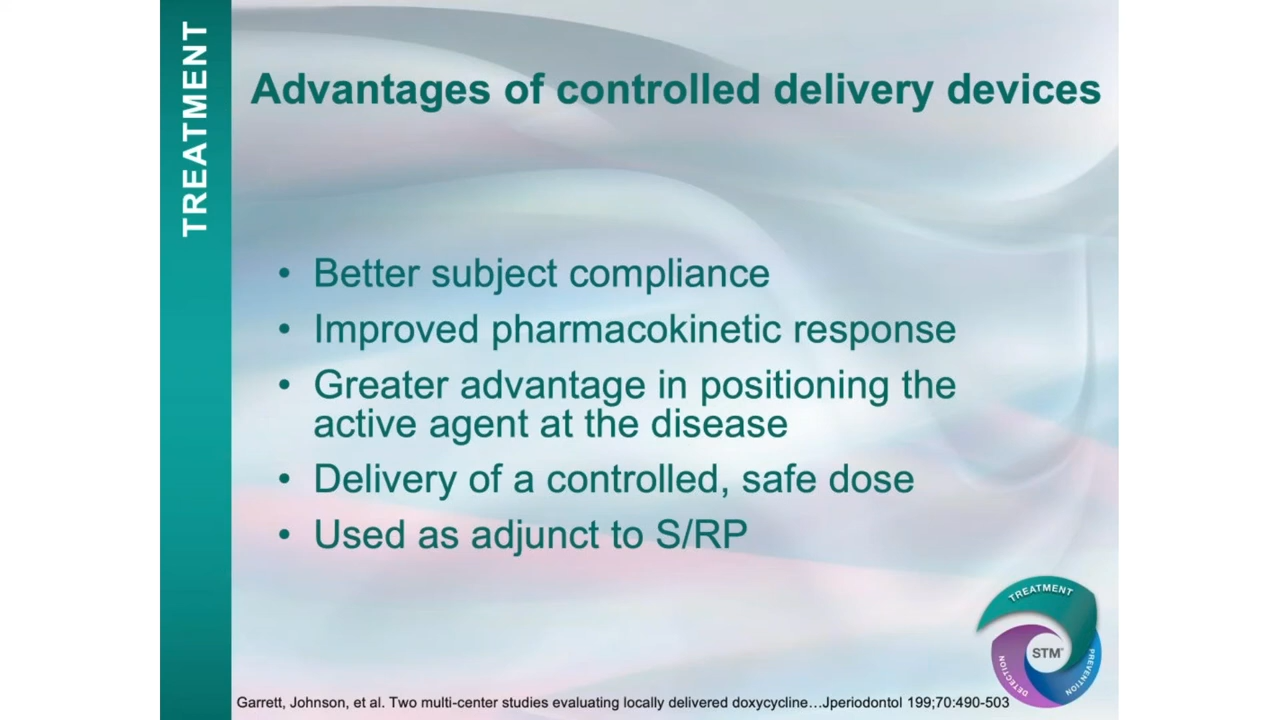 TREATMENT
Advantages of controlled delivery devices
• Better subject compliance
• Improved pharmacokinetic response
• Greater advantage in positioning the
active agent at the disease
• Delivery of a controlled, safe dose
• Used as adjunct to S/RP
TREATMENT
STM
DETECTION
PREVENTION
Garrett, Johnson, et al. Two multi-center studies evaluating locally delivered doxycycline…Jperiodontol 199;70:490-503